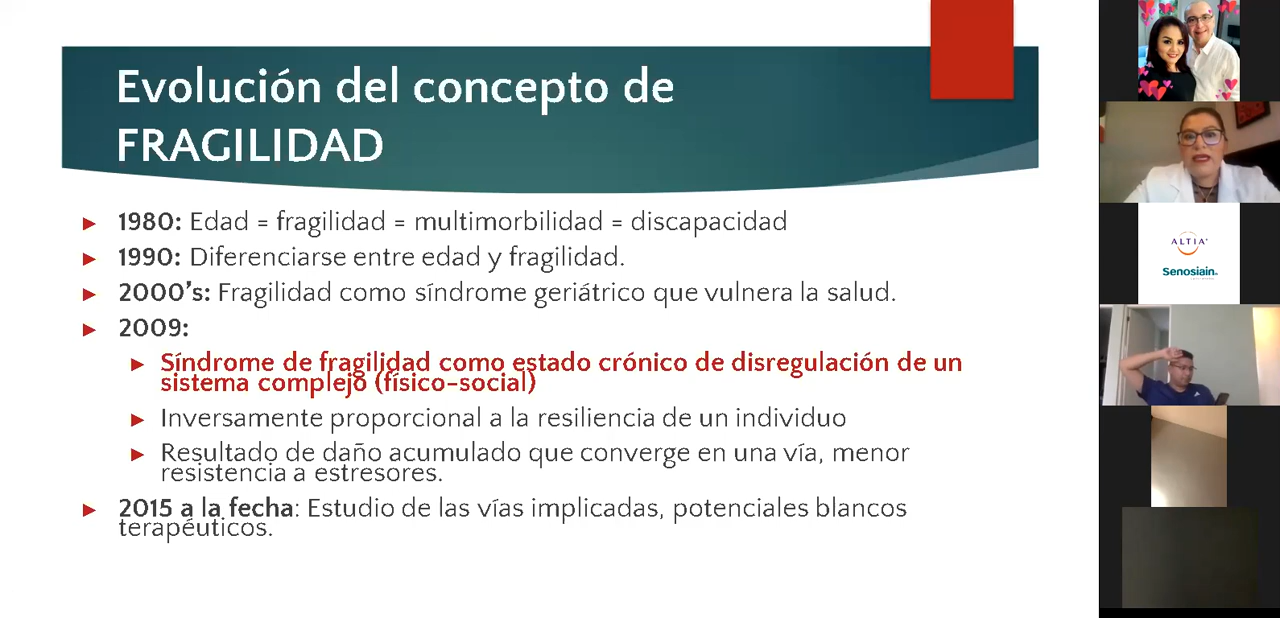 Evolución del concepto de
FRAGILIDAD
1980: Edad = fragilidad = multimorbilidad = discapacidad
1990: Diferenciarse entre edad y fragilidad.
2000's: Fragilidad como síndrome geriátrico que vulnera la salud.
2009:
Síndrome de fragilidad como estado crónico de disregulación de un
sistema complejo (físico-social)
Inversamente proporcional a la resiliencia de un individuo
Resultado de daño acumulado que converge en una vía, menor
resistencia a estresores.
2015 a la fecha: Estudio de las vías implicadas, potenciales blancos
terapéuticos.
ALTIA
Senosiain